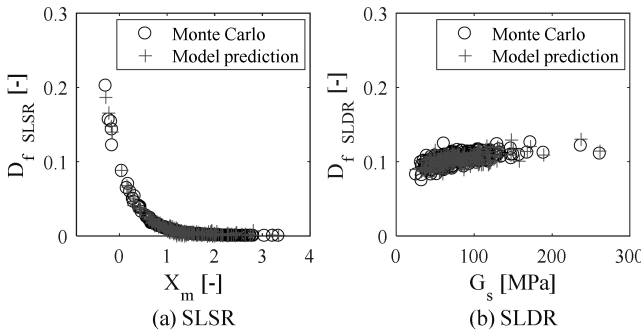 0.3
0.2
0.1
0
D_f SLSR [-]
Monte Carlo
Model prediction
0 1 2 3 4
X_m [-]
(a) SLSR
0.3
0.2
0.1
0
D_f SLDR [-]
Monte Carlo
Model prediction
0 100 200 300
G_s [MPa]
(b) SLDR